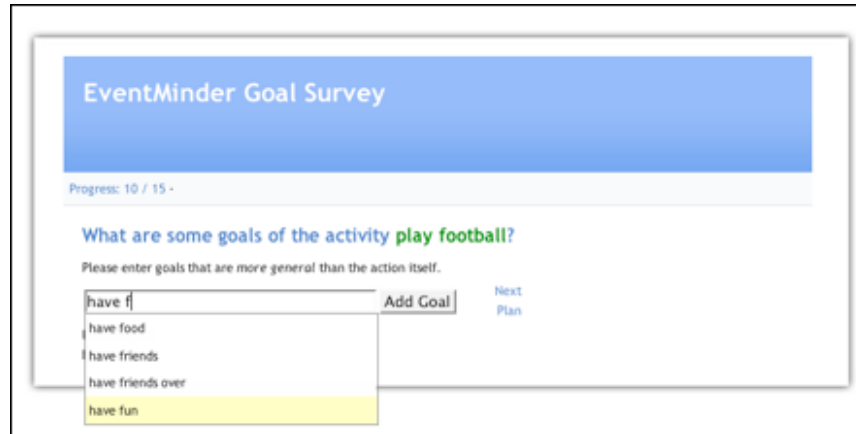 EventMinder Goal Survey
Progress: 10 / 15 -
What are some goals of the activity play football?
Please enter goals that are more general than the action itself.
have f Add Goal Next
Plan
have food
have friends
have friends over
have fun